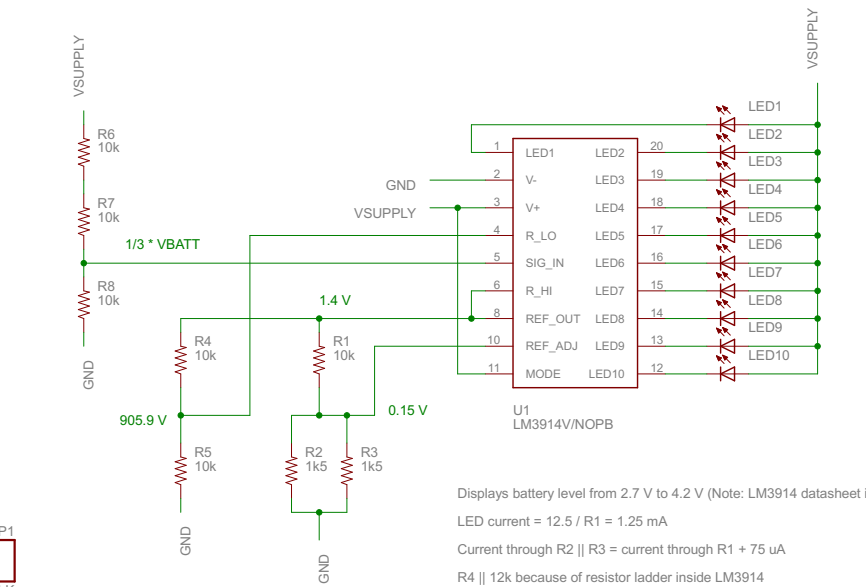 VSUPPLY
VSUPPLY
R6
10k
R7
10k
1/3 * VBATT
R8
10k
GND
GND
VSUPPLY
1 LED1 LED2 20
2 V- LED3 19
3 V+ LED4 18
4 R_LO LED5 17
5 SIG_IN LED6 16
6 R_HI LED7 15
8 REF_OUT LED8 14
10 REF_ADJ LED9 13
11 MODE LED10 12
U1
LM3914V/NOPB
LED1
LED2
LED3
LED4
LED5
LED6
LED7
LED8
LED9
LED10
1.4 V
R4
10k
R1
10k
905.9 V
0.15 V
R5
10k
R2
1k5
R3
1k5
GND
GND
P1
Displays battery level from 2.7 V to 4.2 V (Note: LM3914 datasheet
LED current = 12.5 / R1 = 1.25 mA
Current through R2 || R3 = current through R1 + 75 uA
R4 || 12k because of resistor ladder inside LM3914